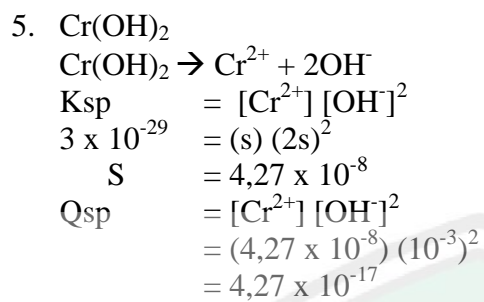 5. Cr(OH)₂
Cr(OH)₂ → Cr²⁺ + 2OH⁻
Ksp = [Cr²⁺] [OH⁻]²
3 x 10⁻²⁹ = (s) (2s)²
S = 4,27 x 10⁻⁸
Qsp = [Cr²⁺] [OH⁻]²
= (4,27 x 10⁻⁸) (10⁻³)²
= 4,27 x 10⁻¹⁷